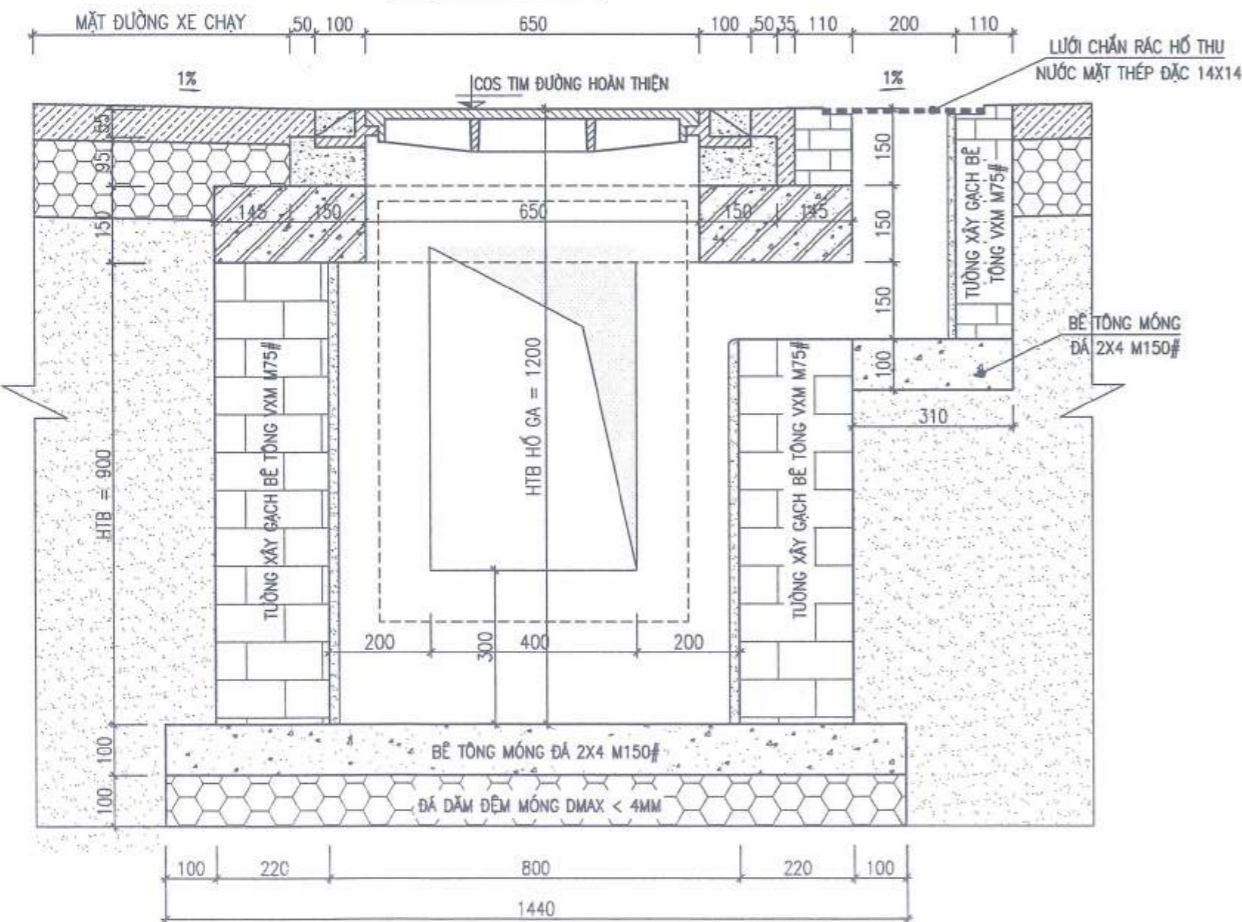 MẶT ĐƯỜNG XE CHẠY
50 100 650 100 50 35 110 200 110
LƯỚI CHẮN RÁC HỐ THU
NƯỚC MẶT THÉP ĐẶC 14X14
1%
COS TIM ĐƯỜNG HOÀN THIỆN
1%
55
95
150
150
150
150
145 150 650 150 145
TƯỜNG XÂY GẠCH BÊ
TÔNG VXM M75#
BÊ TÔNG MÓNG
ĐÁ 2X4 M150#
100
310
HTB = 900
TƯỜNG XÂY GẠCH BÊ TÔNG VXM M75#
HTB HỐ GA = 1200
TƯỜNG XÂY GẠCH BÊ TÔNG VXM M75#
200 400 200
300
100
BÊ TÔNG MÓNG ĐÁ 2X4 M150#
100
ĐÁ DĂM ĐỆM MÓNG DMAX < 4MM
100 220 800 220 100
1440